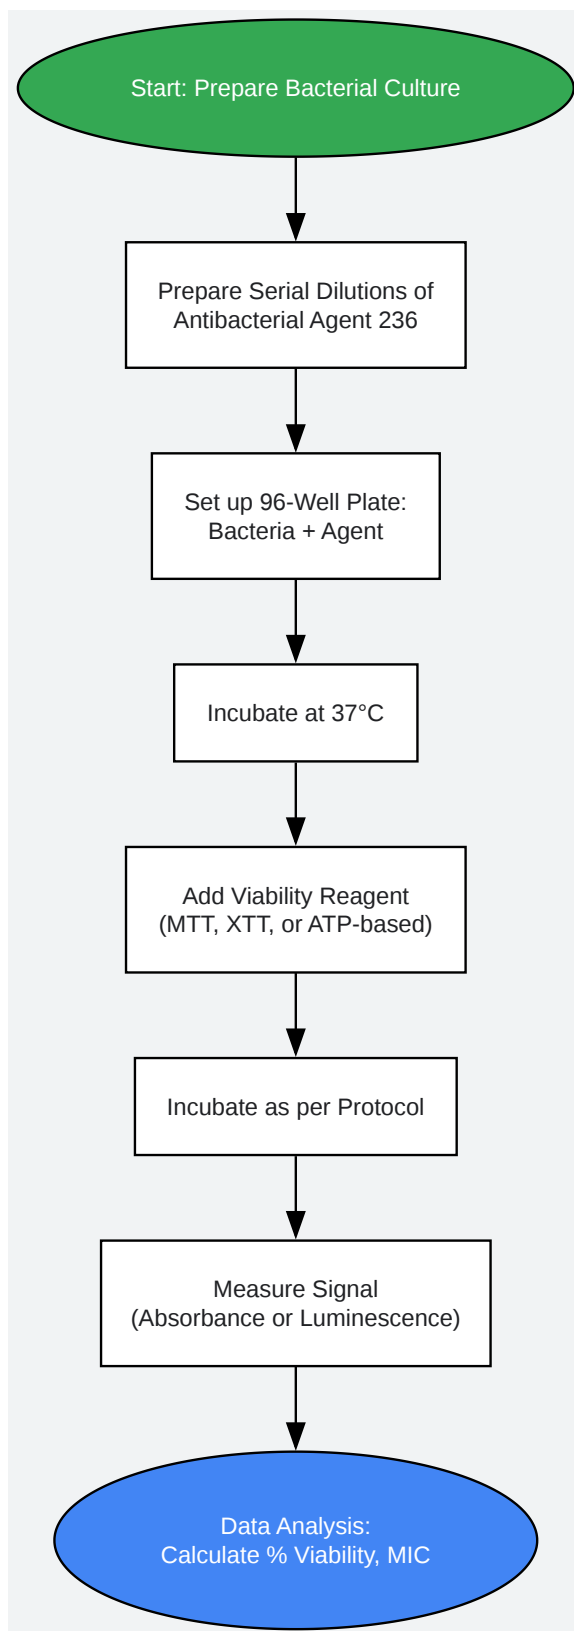 Start: Prepare Bacterial Culture
Prepare Serial Dilutions of
Antibacterial Agent 236
Set up 96-Well Plate:
Bacteria + Agent
Incubate at 37°C
Add Viability Reagent
(MTT, XTT, or ATP-based)
Incubate as per Protocol
Measure Signal
(Absorbance or Luminescence)
Data Analysis:
Calculate % Viability, MIC